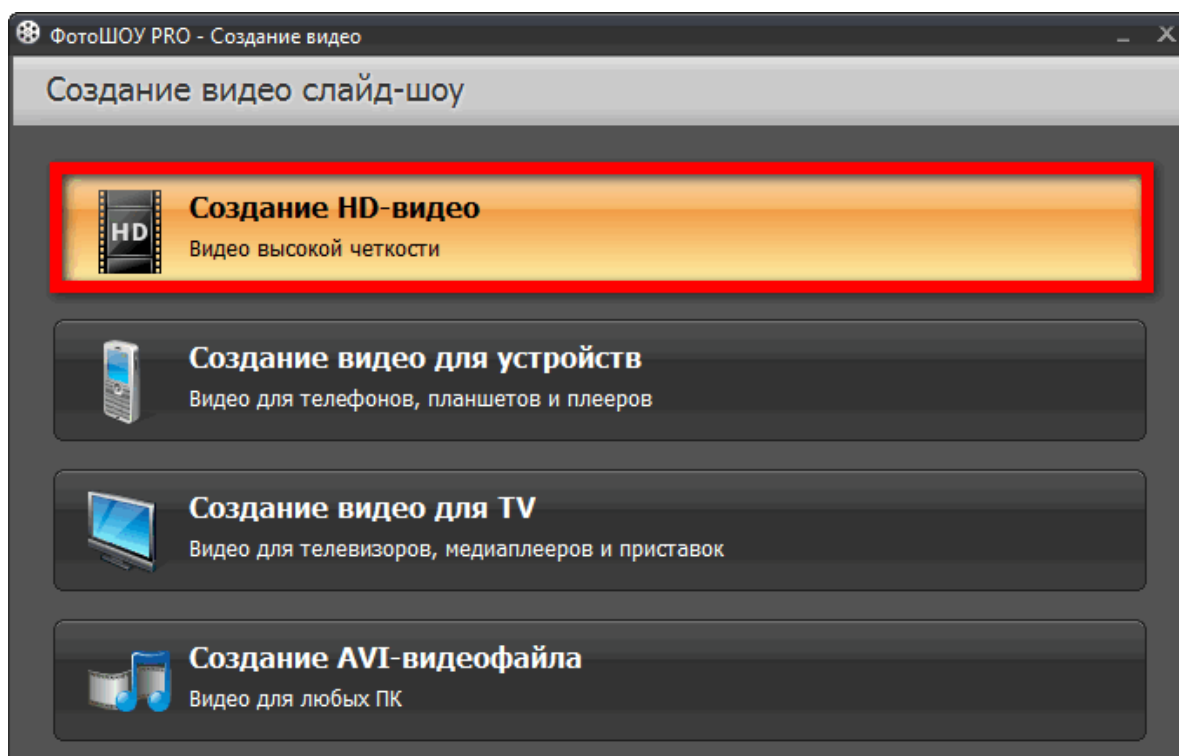 ФотоШОУ PRO - Создание видео
Создание видео слайд-шоу
HD
Создание HD-видео
Видео высокой четкости
Создание видео для устройств
Видео для телефонов, планшетов и плееров
Создание видео для TV
Видео для телевизоров, медиаплееров и приставок
Создание AVI-видеофайла
Видео для любых ПК